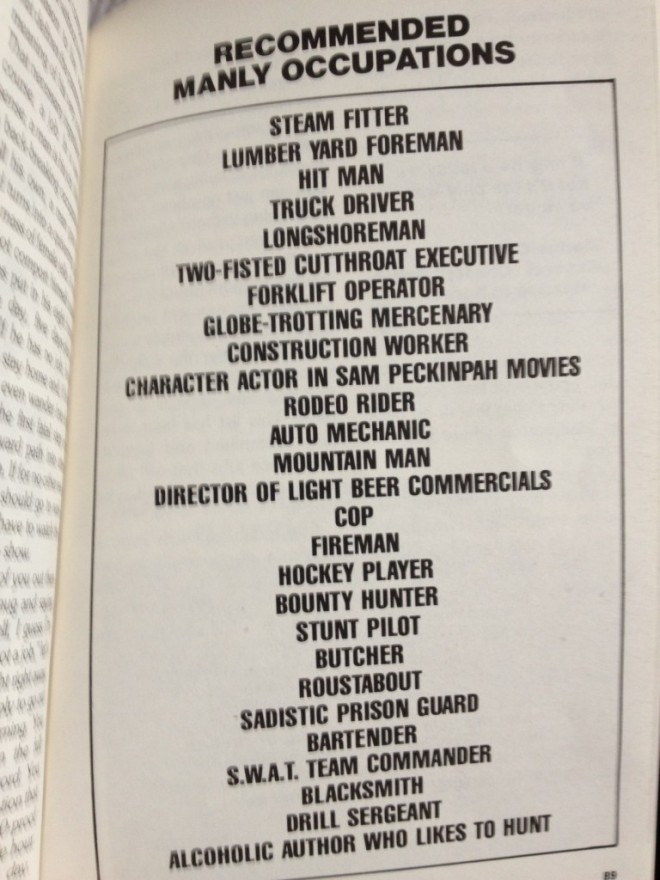 RECOMMENDED
MANLY OCCUPATIONS
STEAM FITTER
LUMBER YARD FOREMAN
HIT MAN
TRUCK DRIVER
LONGSHOREMAN
TWO-FISTED CUTTHROAT EXECUTIVE
FORKLIFT OPERATOR
GLOBE-TROTTING MERCENARY
CONSTRUCTION WORKER
CHARACTER ACTOR IN SAM PECKINPAH MOVIES
RODEO RIDER
AUTO MECHANIC
MOUNTAIN MAN
DIRECTOR OF LIGHT BEER COMMERCIALS
COP
FIREMAN
HOCKEY PLAYER
BOUNTY HUNTER
STUNT PILOT
BUTCHER
ROUSTABOUT
SADISTIC PRISON GUARD
BARTENDER
S.W.A.T. TEAM COMMANDER
BLACKSMITH
DRILL SERGEANT
ALCOHOLIC AUTHOR WHO LIKES TO HUNT
89